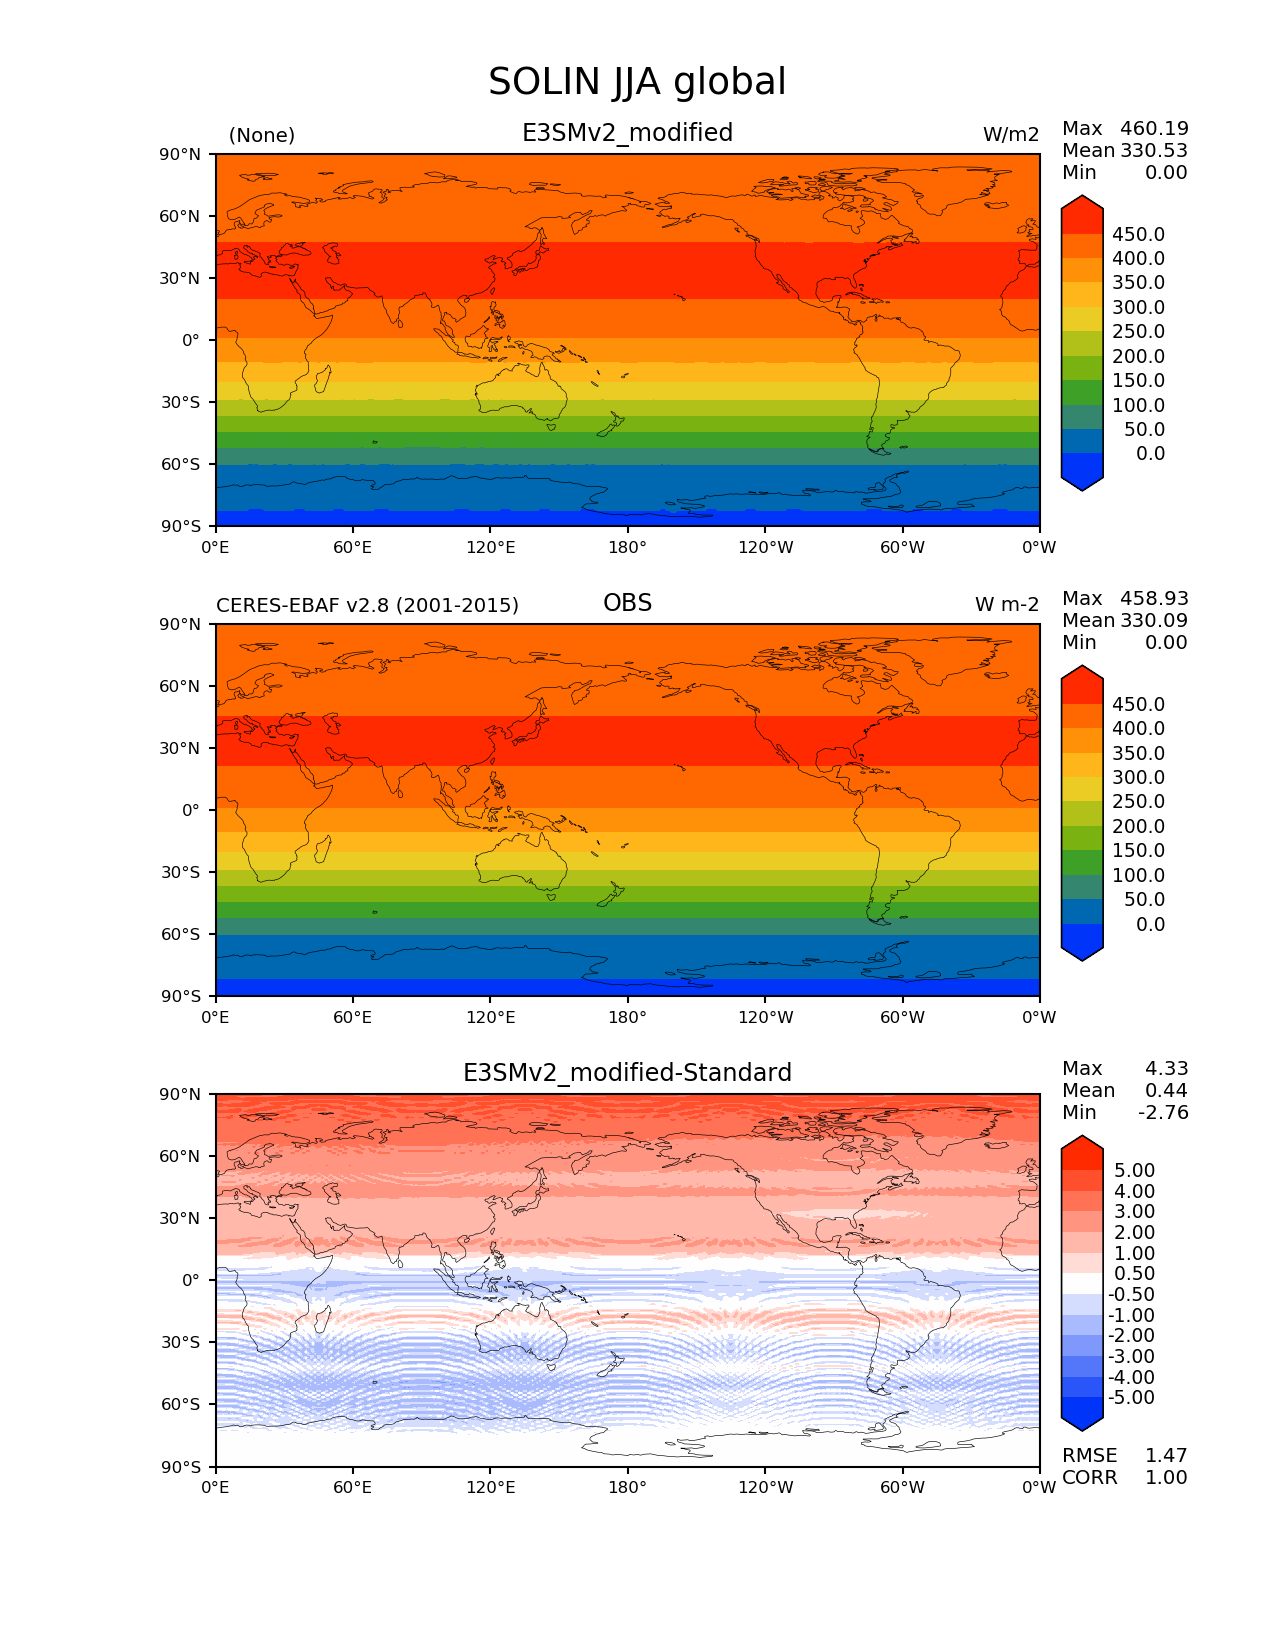 SOLIN JJA global
(None) E3SMv2_modified W/m2
Max 460.19
Mean 330.53
Min 0.00
90°N
60°N
30°N
0°
30°S
60°S
90°S
0°E 60°E 120°E 180° 120°W 60°W 0°W
450.0
400.0
350.0
300.0
250.0
200.0
150.0
100.0
50.0
0.0
CERES-EBAF v2.8 (2001-2015) OBS W m-2
Max 458.93
Mean 330.09
Min 0.00
90°N
60°N
30°N
0°
30°S
60°S
90°S
0°E 60°E 120°E 180° 120°W 60°W 0°W
450.0
400.0
350.0
300.0
250.0
200.0
150.0
100.0
50.0
0.0
E3SMv2_modified-Standard
Max 4.33
Mean 0.44
Min -2.76
90°N
60°N
30°N
0°
30°S
60°S
90°S
0°E 60°E 120°E 180° 120°W 60°W 0°W
5.00
4.00
3.00
2.00
1.00
0.50
-0.50
-1.00
-2.00
-3.00
-4.00
-5.00
RMSE 1.47
CORR 1.00